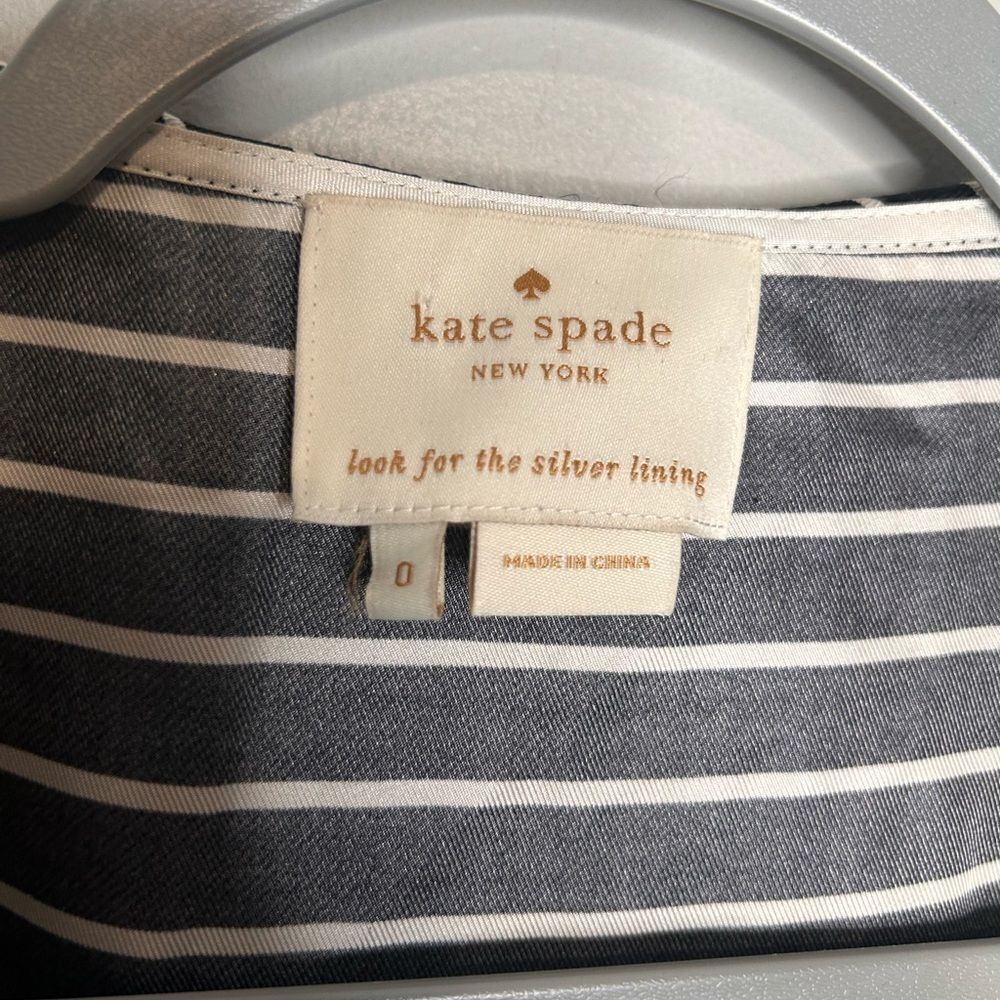 kate spade
NEW YORK
look for the silver lining
0
MADE IN CHINA